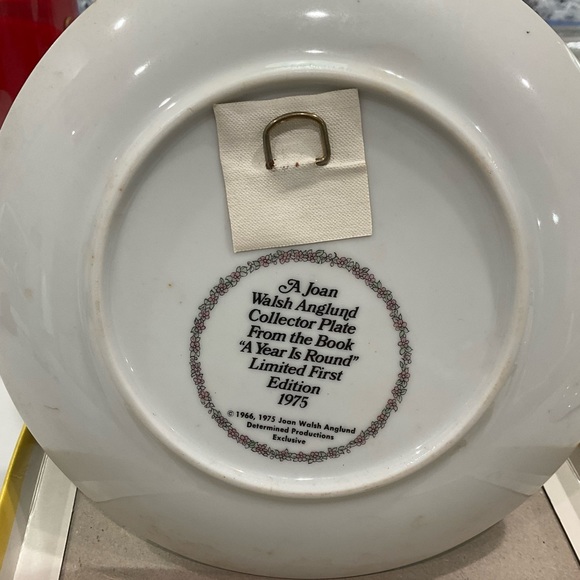 A Joan
Walsh Anglund
Collector Plate
From the Book
"A Year Is Round"
Limited First
Edition
1975
© 1966, 1975 Joan Walsh Anglund
Determined Productions
Exclusive